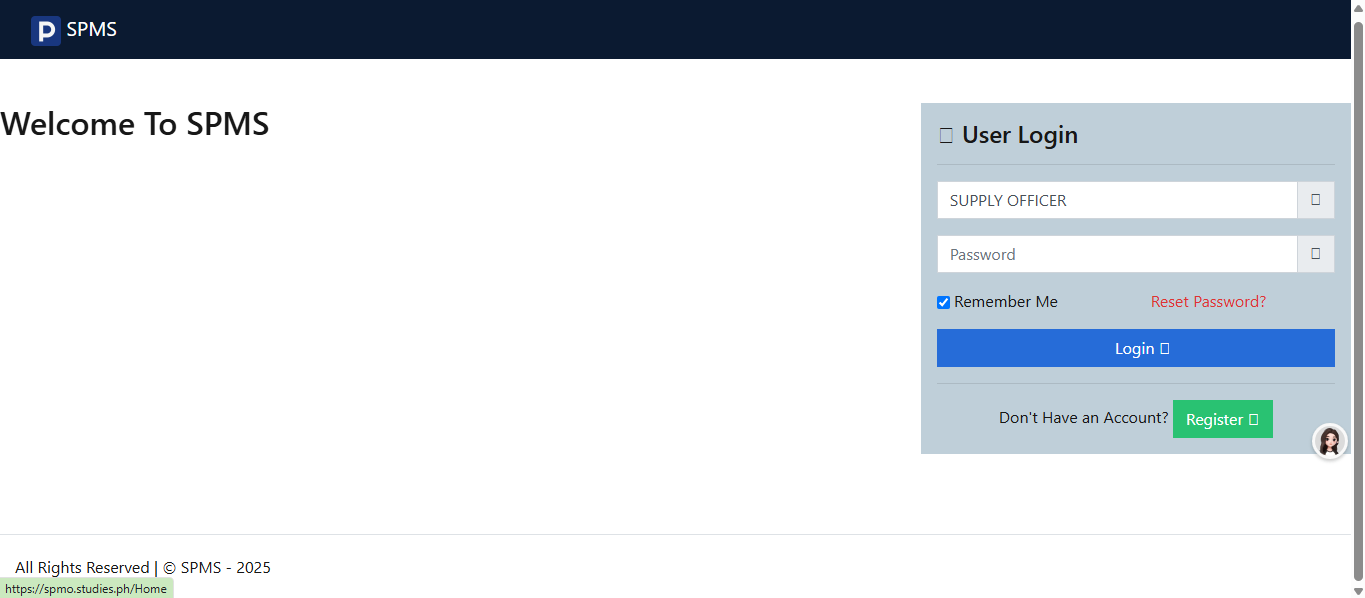 SPMS
Welcome To SPMS
User Login
SUPPLY OFFICER
Password
Remember Me
Reset Password?
Login
Don't Have an Account? Register
All Rights Reserved | © SPMS - 2025
https://spmo.studies.ph/Home